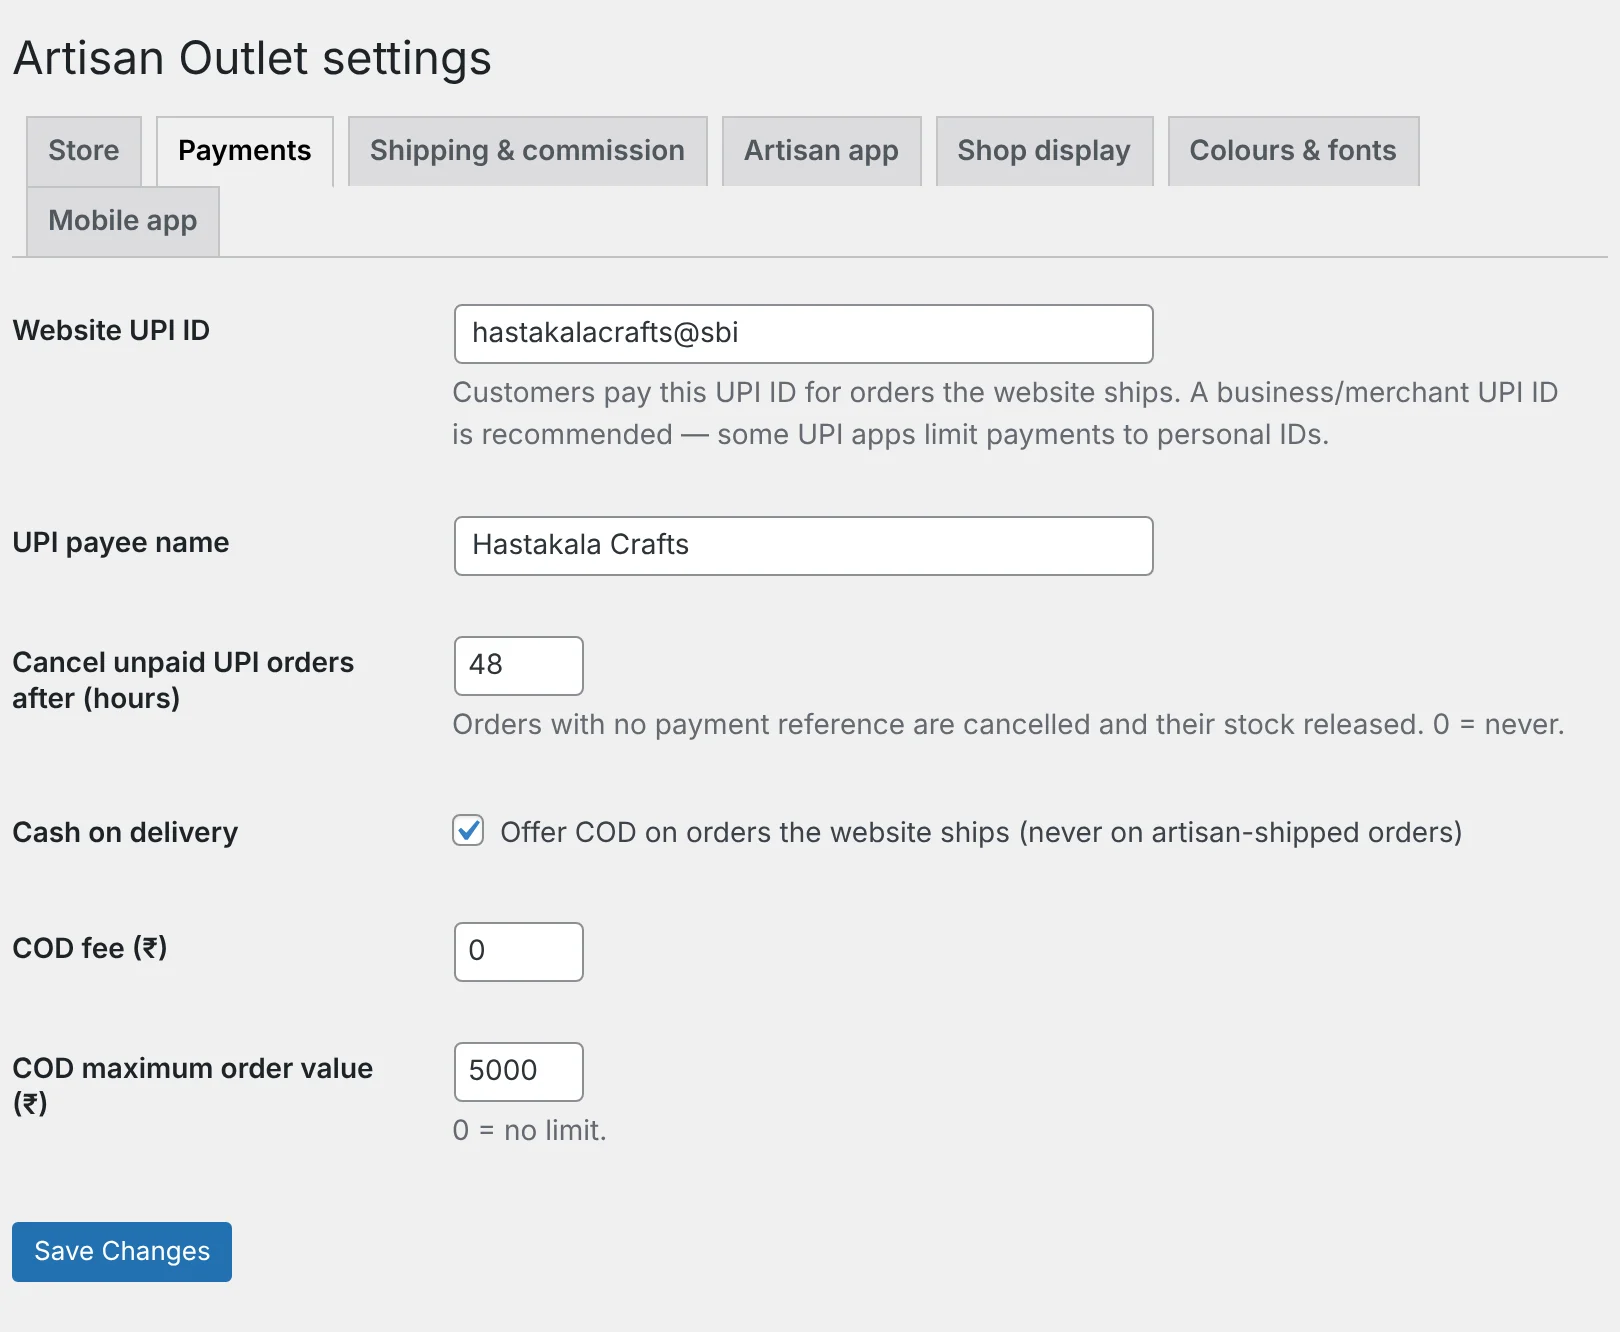 Artisan Outlet settings
Store
Payments
Shipping & commission
Artisan app
Shop display
Colours & fonts
Mobile app
Website UPI ID
hastakalacrafts@sbi
Customers pay this UPI ID for orders the website ships. A business/merchant UPI ID
is recommended — some UPI apps limit payments to personal IDs.
UPI payee name
Hastakala Crafts
Cancel unpaid UPI orders
after (hours)
48
Orders with no payment reference are cancelled and their stock released. 0 = never.
Cash on delivery
Offer COD on orders the website ships (never on artisan-shipped orders)
COD fee (₹)
0
COD maximum order value
(₹)
5000
0 = no limit.
Save Changes